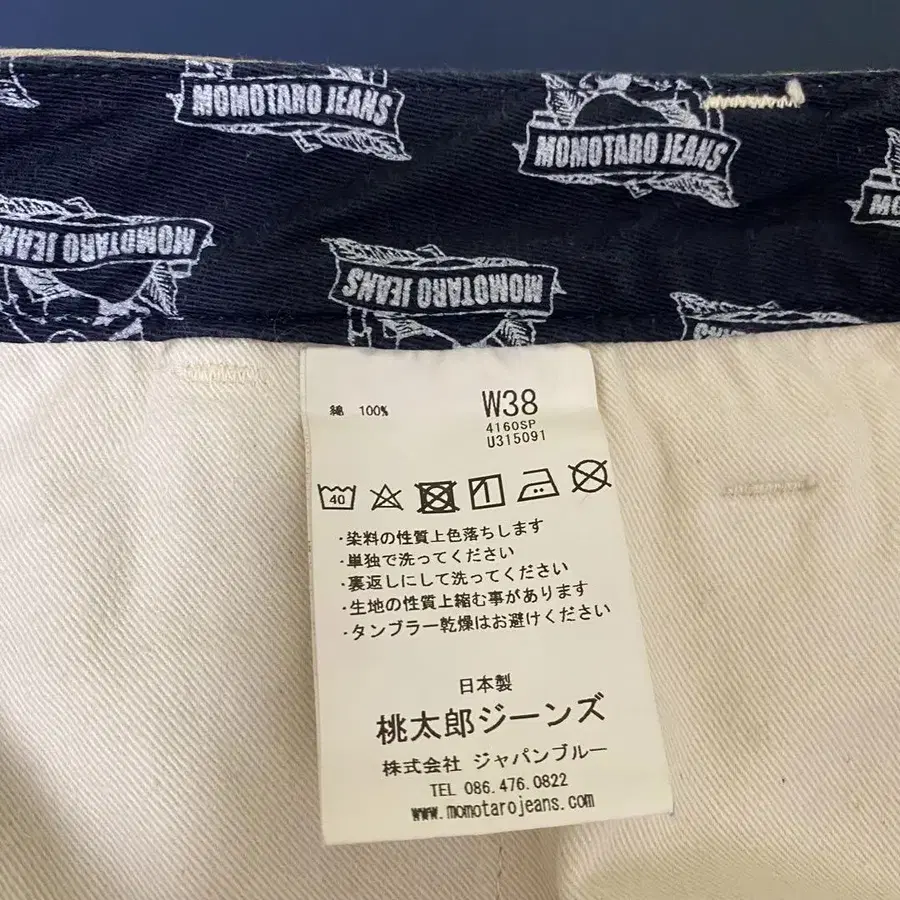 MOMOTARO JEANS
MOMOTARO JEANS
MOMOTARO JEANS
MOMOTARO JEANS
綿 100%
W38
4160SP
U315091
40
・染料の性質上色落ちします
・単独で洗ってください
・裏返しにして洗ってください
・生地の性質上縮む事があります
・タンブラー乾燥はお避けください
日本製
桃太郎ジーンズ
株式会社 ジャパンブルー
TEL 086.476.0822
www.momotarojeans.com